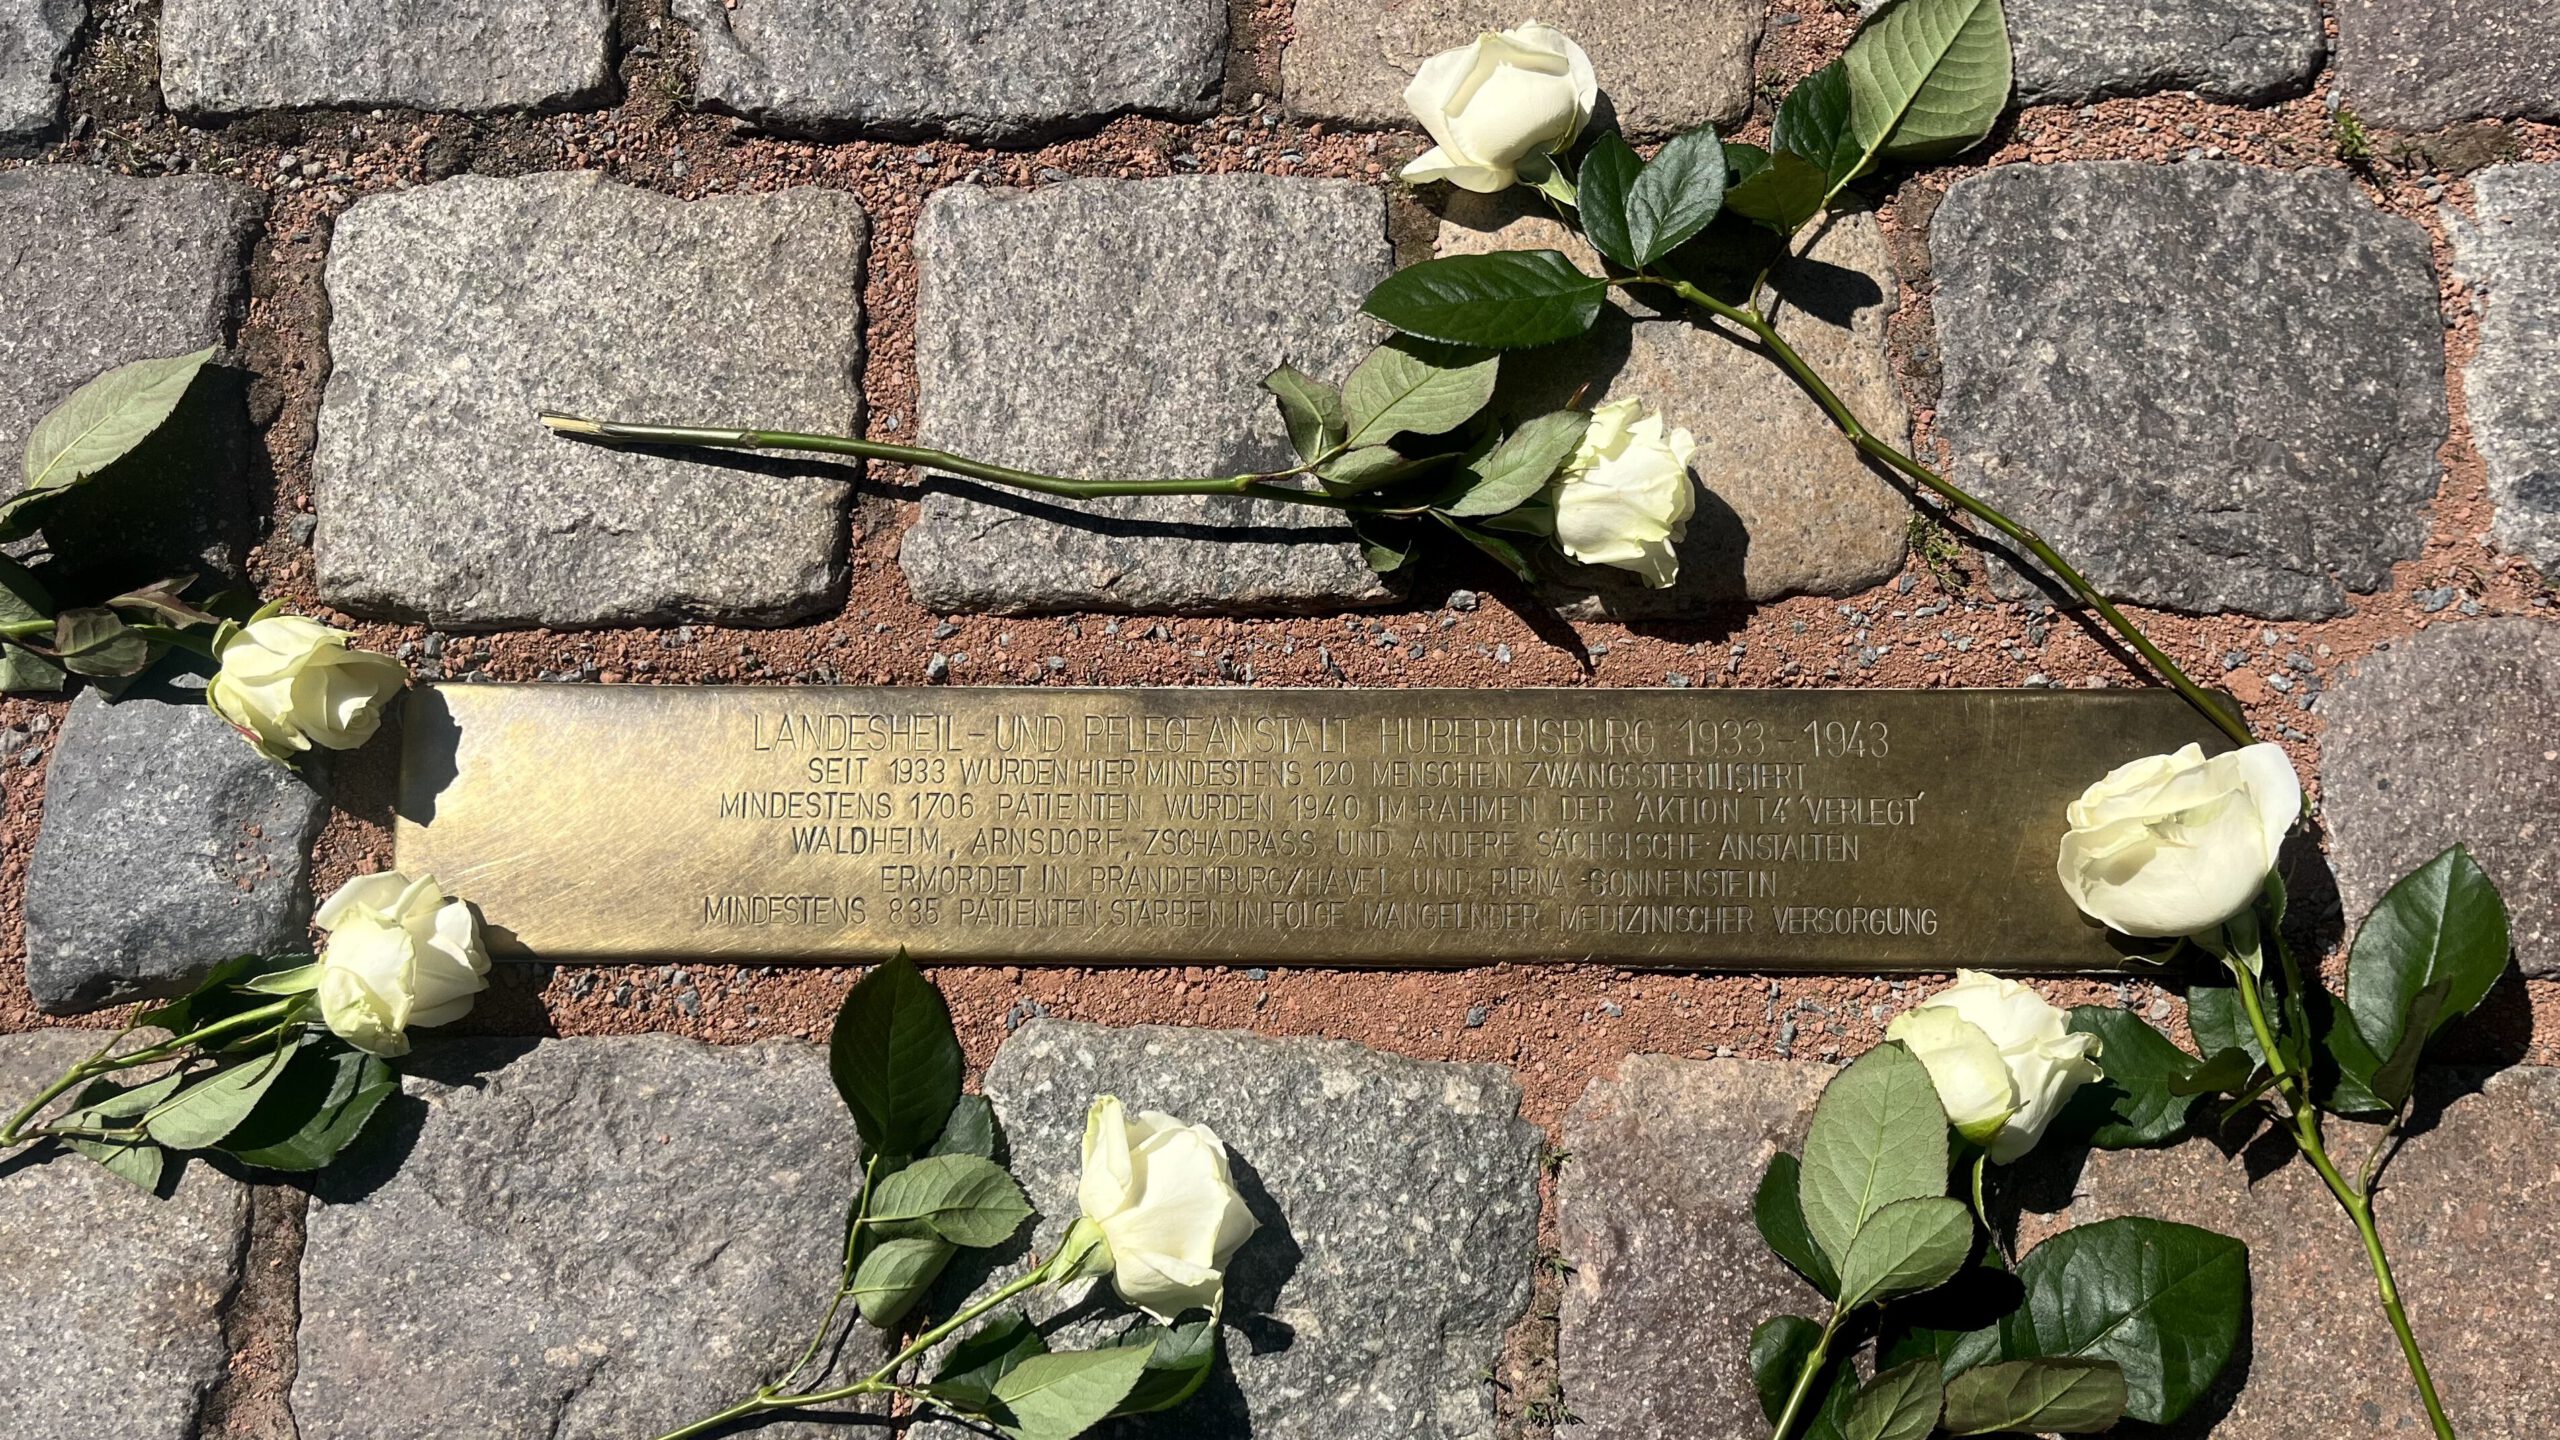 LANDESHEIL-UND PFLEGEANSTALT HUBERTUSBURG 1933-1943
SEIT 1933 WURDEN HIER MINDESTENS 120 MENSCHEN ZWANGSSTERILISIERT
MINDESTENS 1706 PATIENTEN WURDEN 1940 IM RAHMEN DER 'AKTION T4' 'VERLEGT'
WALDHEIM, ARNSDORF, ZSCHADRASS UND ANDERE SÄCHSISCHE ANSTALTEN
ERMORDET IN BRANDENBURG/HAVEL UND PIRNA-SONNENSTEIN
MINDESTENS 835 PATIENTEN STARBEN IN FOLGE MANGELNDER MEDIZINISCHER VERSORGUNG